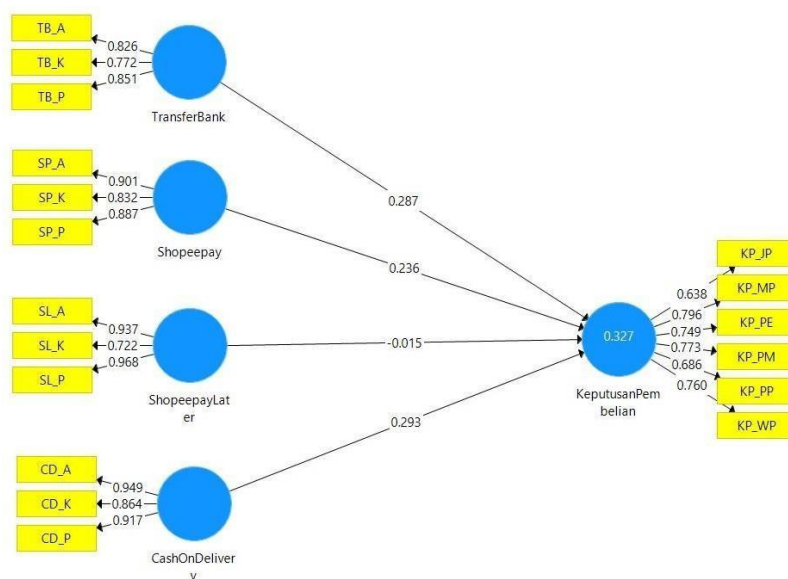 TB_A
0.826
TB_K
0.772
TB_P
0.851
TransferBank
SP_A
0.901
SP_K
0.832
SP_P
0.887
Shopeepay
SL_A
0.937
SL_K
0.722
SL_P
0.968
ShopeepayLat
er
CD_A
0.949
CD_K
0.864
CD_P
0.917
CashOnDeliver
y
0.287
0.236
-0.015
0.293
0.327
KeputusanPem
belian
KP_JP
0.638
KP_MP
0.796
KP_PE
0.749
KP_PM
0.773
KP_PP
0.686
KP_WP
0.760